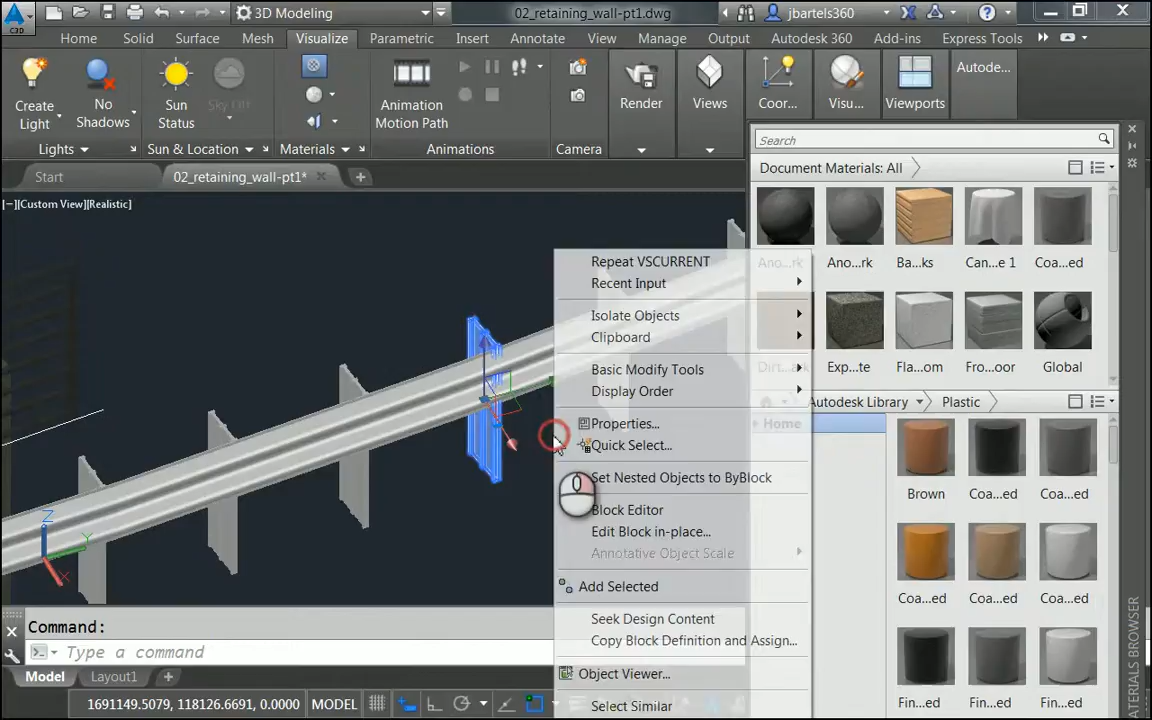 C3D
3D Modeling
02_retaining_wall-pt1.dwg
jbartels360
Home Solid Surface Mesh Visualize Parametric Insert Annotate View Manage Output Autodesk 360 Add-ins Express Tools
Create Light
No Shadows
Sun Status
Sky Off
Animation Motion Path
Render
Views
Coor...
Visu...
Viewports
Autode...
Lights
Sun & Location
Materials
Animations
Camera
Start
02_retaining_wall-pt1*
[−][Custom View][Realistic]
Search
Document Materials: All
Ano...rk Ano...rk Ba...ks Can...e 1 Coa...ed
Dirt... Exp...te Fla...om Fro...oor Global
Autodesk Library Plastic
Home
Brown Coa...ed Coa...ed
Coa...ed Coa...ed Coa...ed
Fin...ed Fin...ed Fin...ed
MATERIALS BROWSER
Repeat VSCURRENT
Recent Input
Isolate Objects
Clipboard
Basic Modify Tools
Display Order
Properties...
Quick Select...
Set Nested Objects to ByBlock
Block Editor
Edit Block in-place...
Annotative Object Scale
Add Selected
Seek Design Content
Copy Block Definition and Assign...
Object Viewer...
Select Similar
Z
Y
X
Command:
Type a command
Model Layout1
1691149.5079, 118126.6691, 0.0000 MODEL